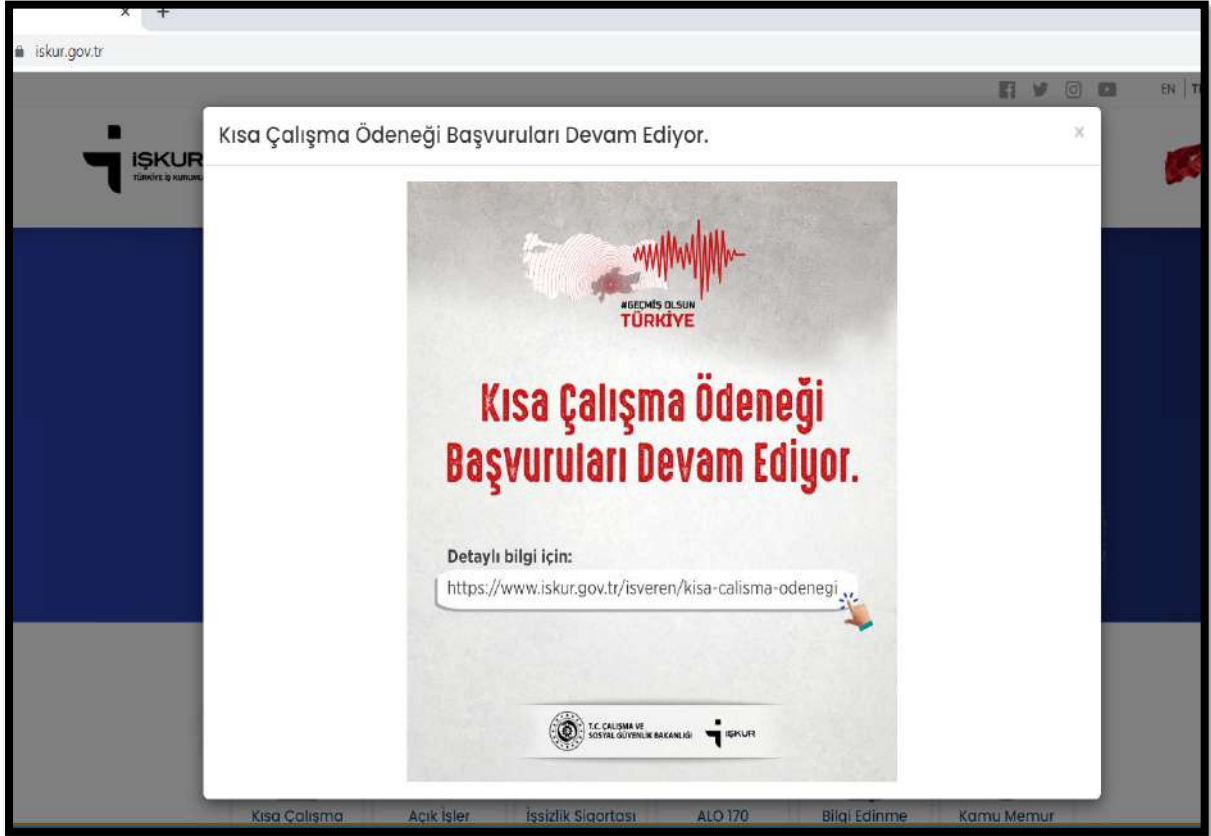 iskur.gov.tr
EN
İŞKUR
Kısa Çalışma Ödeneği Başvuruları Devam Ediyor.
#GEÇMİŞ OLSUN
TÜRKİYE
Kısa Çalışma Ödeneği
Başvuruları Devam Ediyor.
Detaylı bilgi için:
https://www.iskur.gov.tr/isveren/kisa-calisma-odenegi
T.C. ÇALIŞMA VE
SOSYAL GÜVENLİK BAKANLIĞI
İŞKUR
Kısa Çalışma
Açık İşler
İşsizlik Sigortası
ALO 170
Bilgi Edinme
Kamu Memur